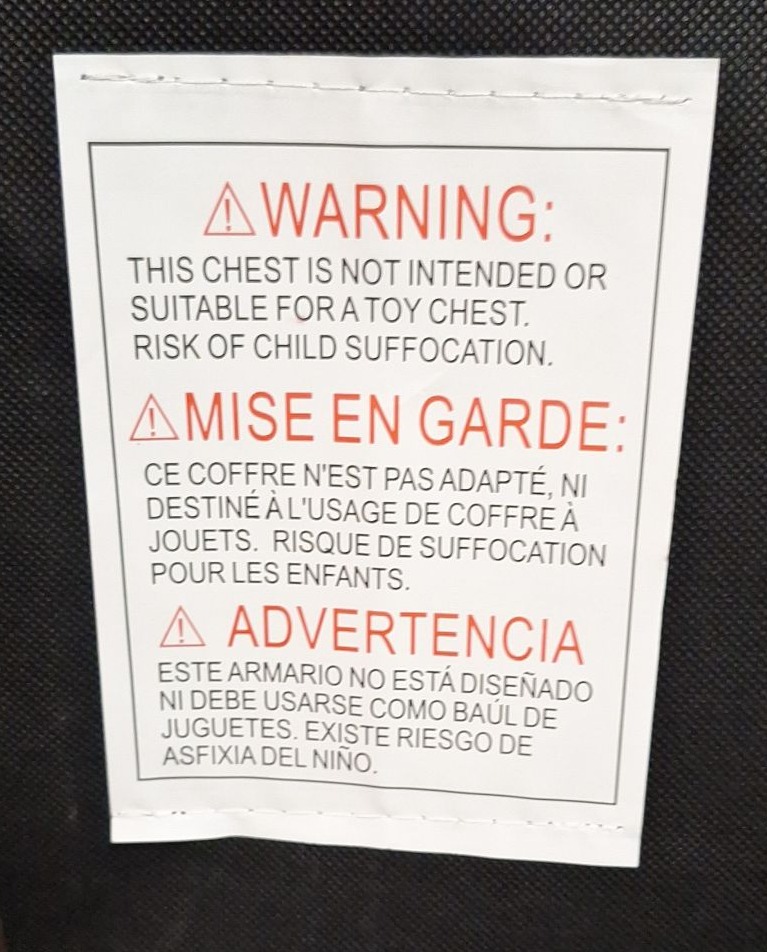 ⚠WARNING:
THIS CHEST IS NOT INTENDED OR
SUITABLE FOR A TOY CHEST.
RISK OF CHILD SUFFOCATION.
⚠MISE EN GARDE:
CE COFFRE N'EST PAS ADAPTÉ, NI
DESTINÉ À L'USAGE DE COFFRE À
JOUETS. RISQUE DE SUFFOCATION
POUR LES ENFANTS.
⚠ ADVERTENCIA
ESTE ARMARIO NO ESTÁ DISEÑADO
NI DEBE USARSE COMO BAÚL DE
JUGUETES. EXISTE RIESGO DE
ASFIXIA DEL NIÑO.